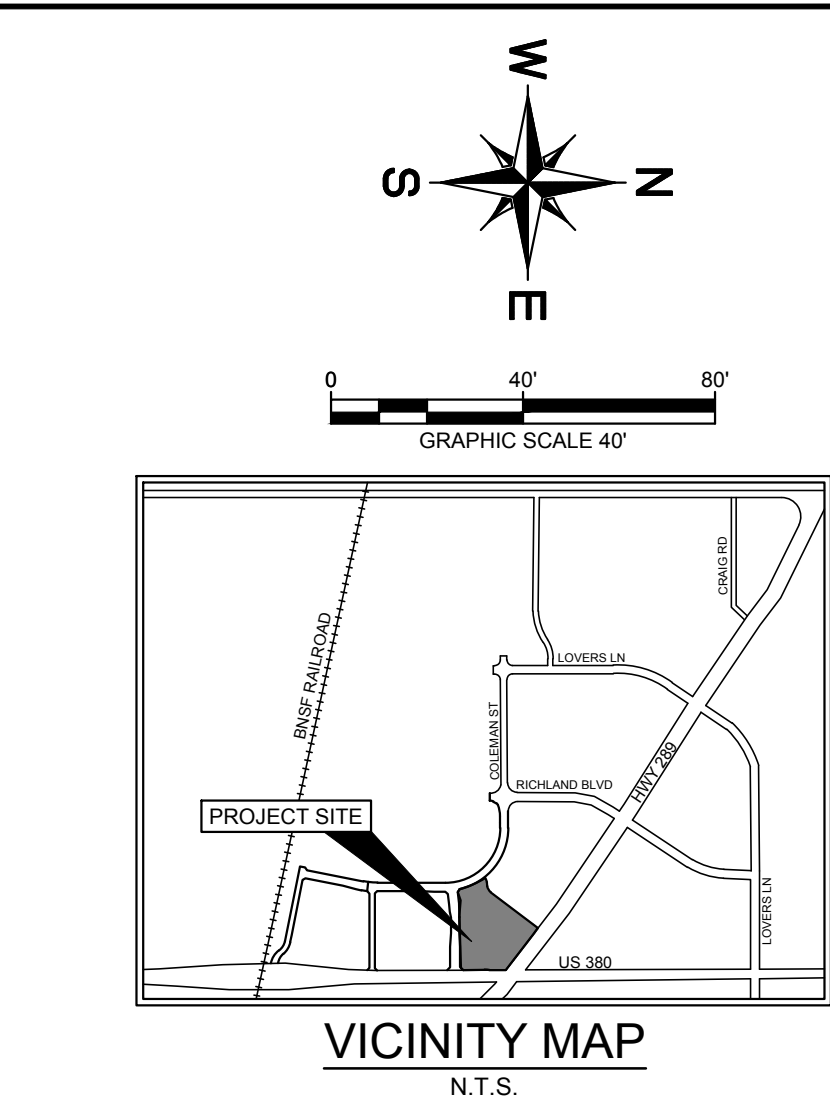 W
S
N
E
0 40' 80'
GRAPHIC SCALE 40'
CRAIG RD
BNSF RAILROAD
LOVERS LN
COLEMAN ST
HWY 289
RICHLAND BLVD
PROJECT SITE
LOVERS LN
US 380
VICINITY MAP
N.T.S.